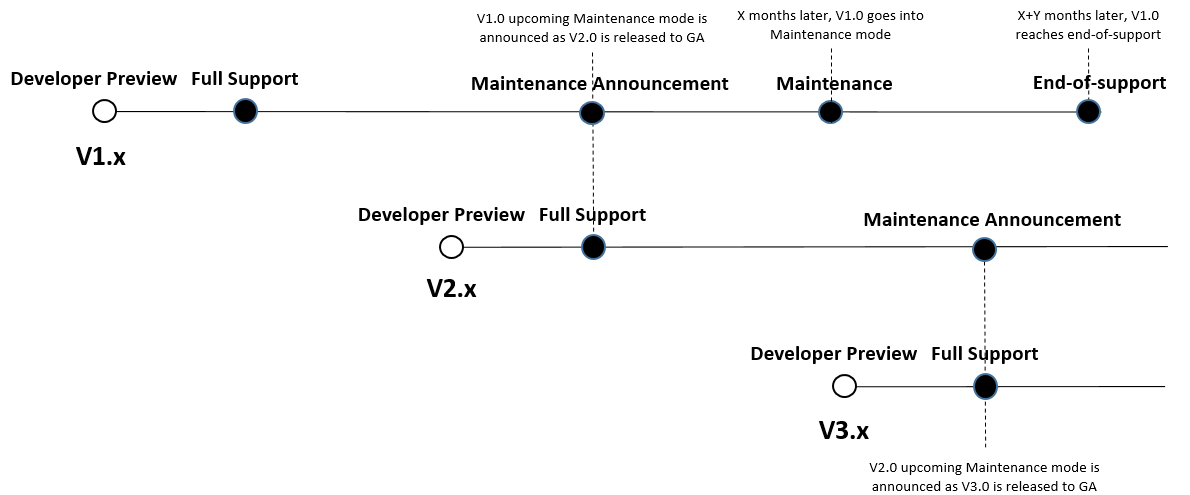 V1.0 upcoming Maintenance mode is
announced as V2.0 is released to GA
X months later, V1.0 goes into
Maintenance mode
X+Y months later, V1.0
reaches end-of-support
Developer Preview
Full Support
Maintenance Announcement
Maintenance
End-of-support
V1.x
Developer Preview
Full Support
Maintenance Announcement
V2.x
Developer Preview
Full Support
V3.x
V2.0 upcoming Maintenance mode is
announced as V3.0 is released to GA